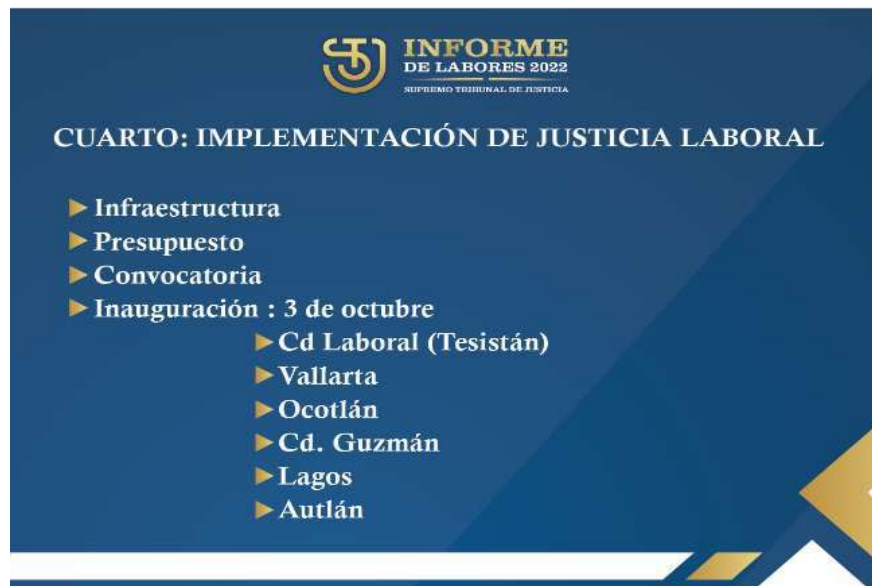 STJ
INFORME
DE LABORES 2022
SUPREMO TRIBUNAL DE JUSTICIA
CUARTO: IMPLEMENTACIÓN DE JUSTICIA LABORAL
Infraestructura
Presupuesto
Convocatoria
Inauguración : 3 de octubre
Cd Laboral (Tesistán)
Vallarta
Ocotlán
Cd. Guzmán
Lagos
Autlán